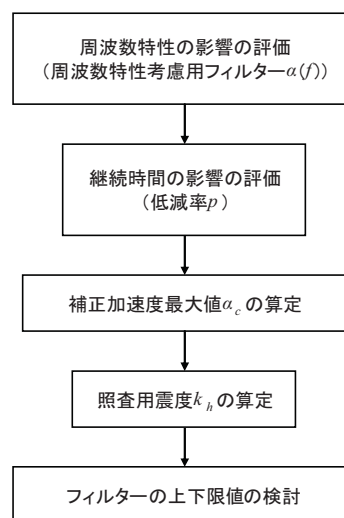 周波数特性の影響の評価
（周波数特性考慮用フィルターα(f)）
継続時間の影響の評価
（低減率p）
補正加速度最大値αcの算定
照査用震度khの算定
フィルターの上下限値の検討